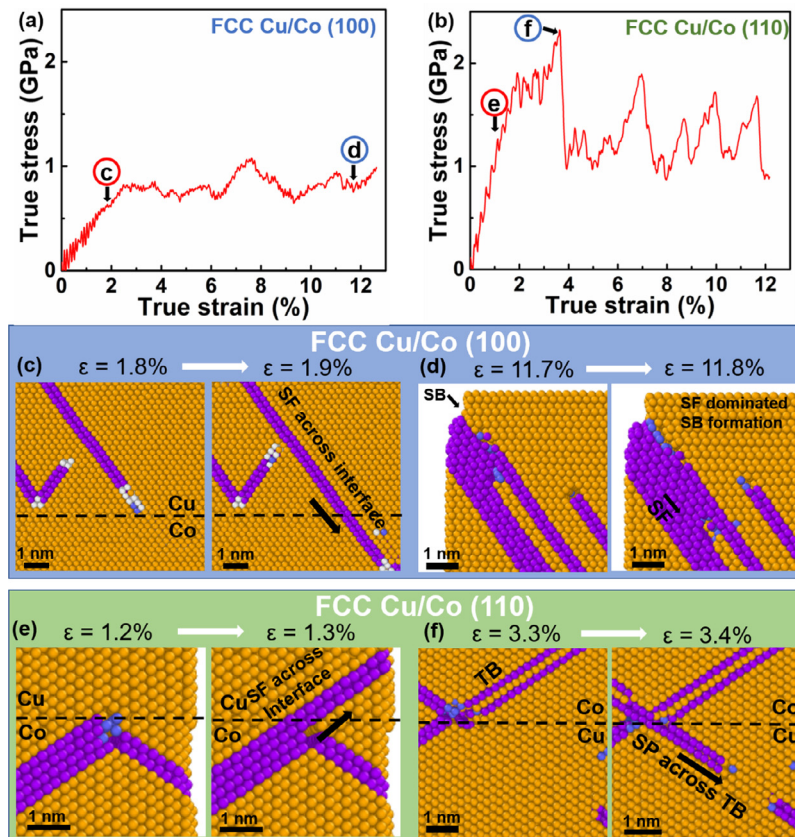 (a)
FCC Cu/Co (100)
True stress (GPa)
2
1
0
c
d
0 2 4 6 8 10 12
True strain (%)
(b)
FCC Cu/Co (110)
True stress (GPa)
2
1
0
e
f
0 2 4 6 8 10 12
True strain (%)
FCC Cu/Co (100)
(c)
ε = 1.8%
ε = 1.9%
Cu
Co
1 nm
SF across interface
1 nm
(d)
ε = 11.7%
ε = 11.8%
SB
1 nm
SF dominated
SB formation
SF
1 nm
FCC Cu/Co (110)
(e)
ε = 1.2%
ε = 1.3%
Cu
Co
1 nm
SF across
Interface
Cu
Co
1 nm
(f)
ε = 3.3%
ε = 3.4%
TB
Co
Cu
1 nm
Co
Cu
SP across TB
1 nm